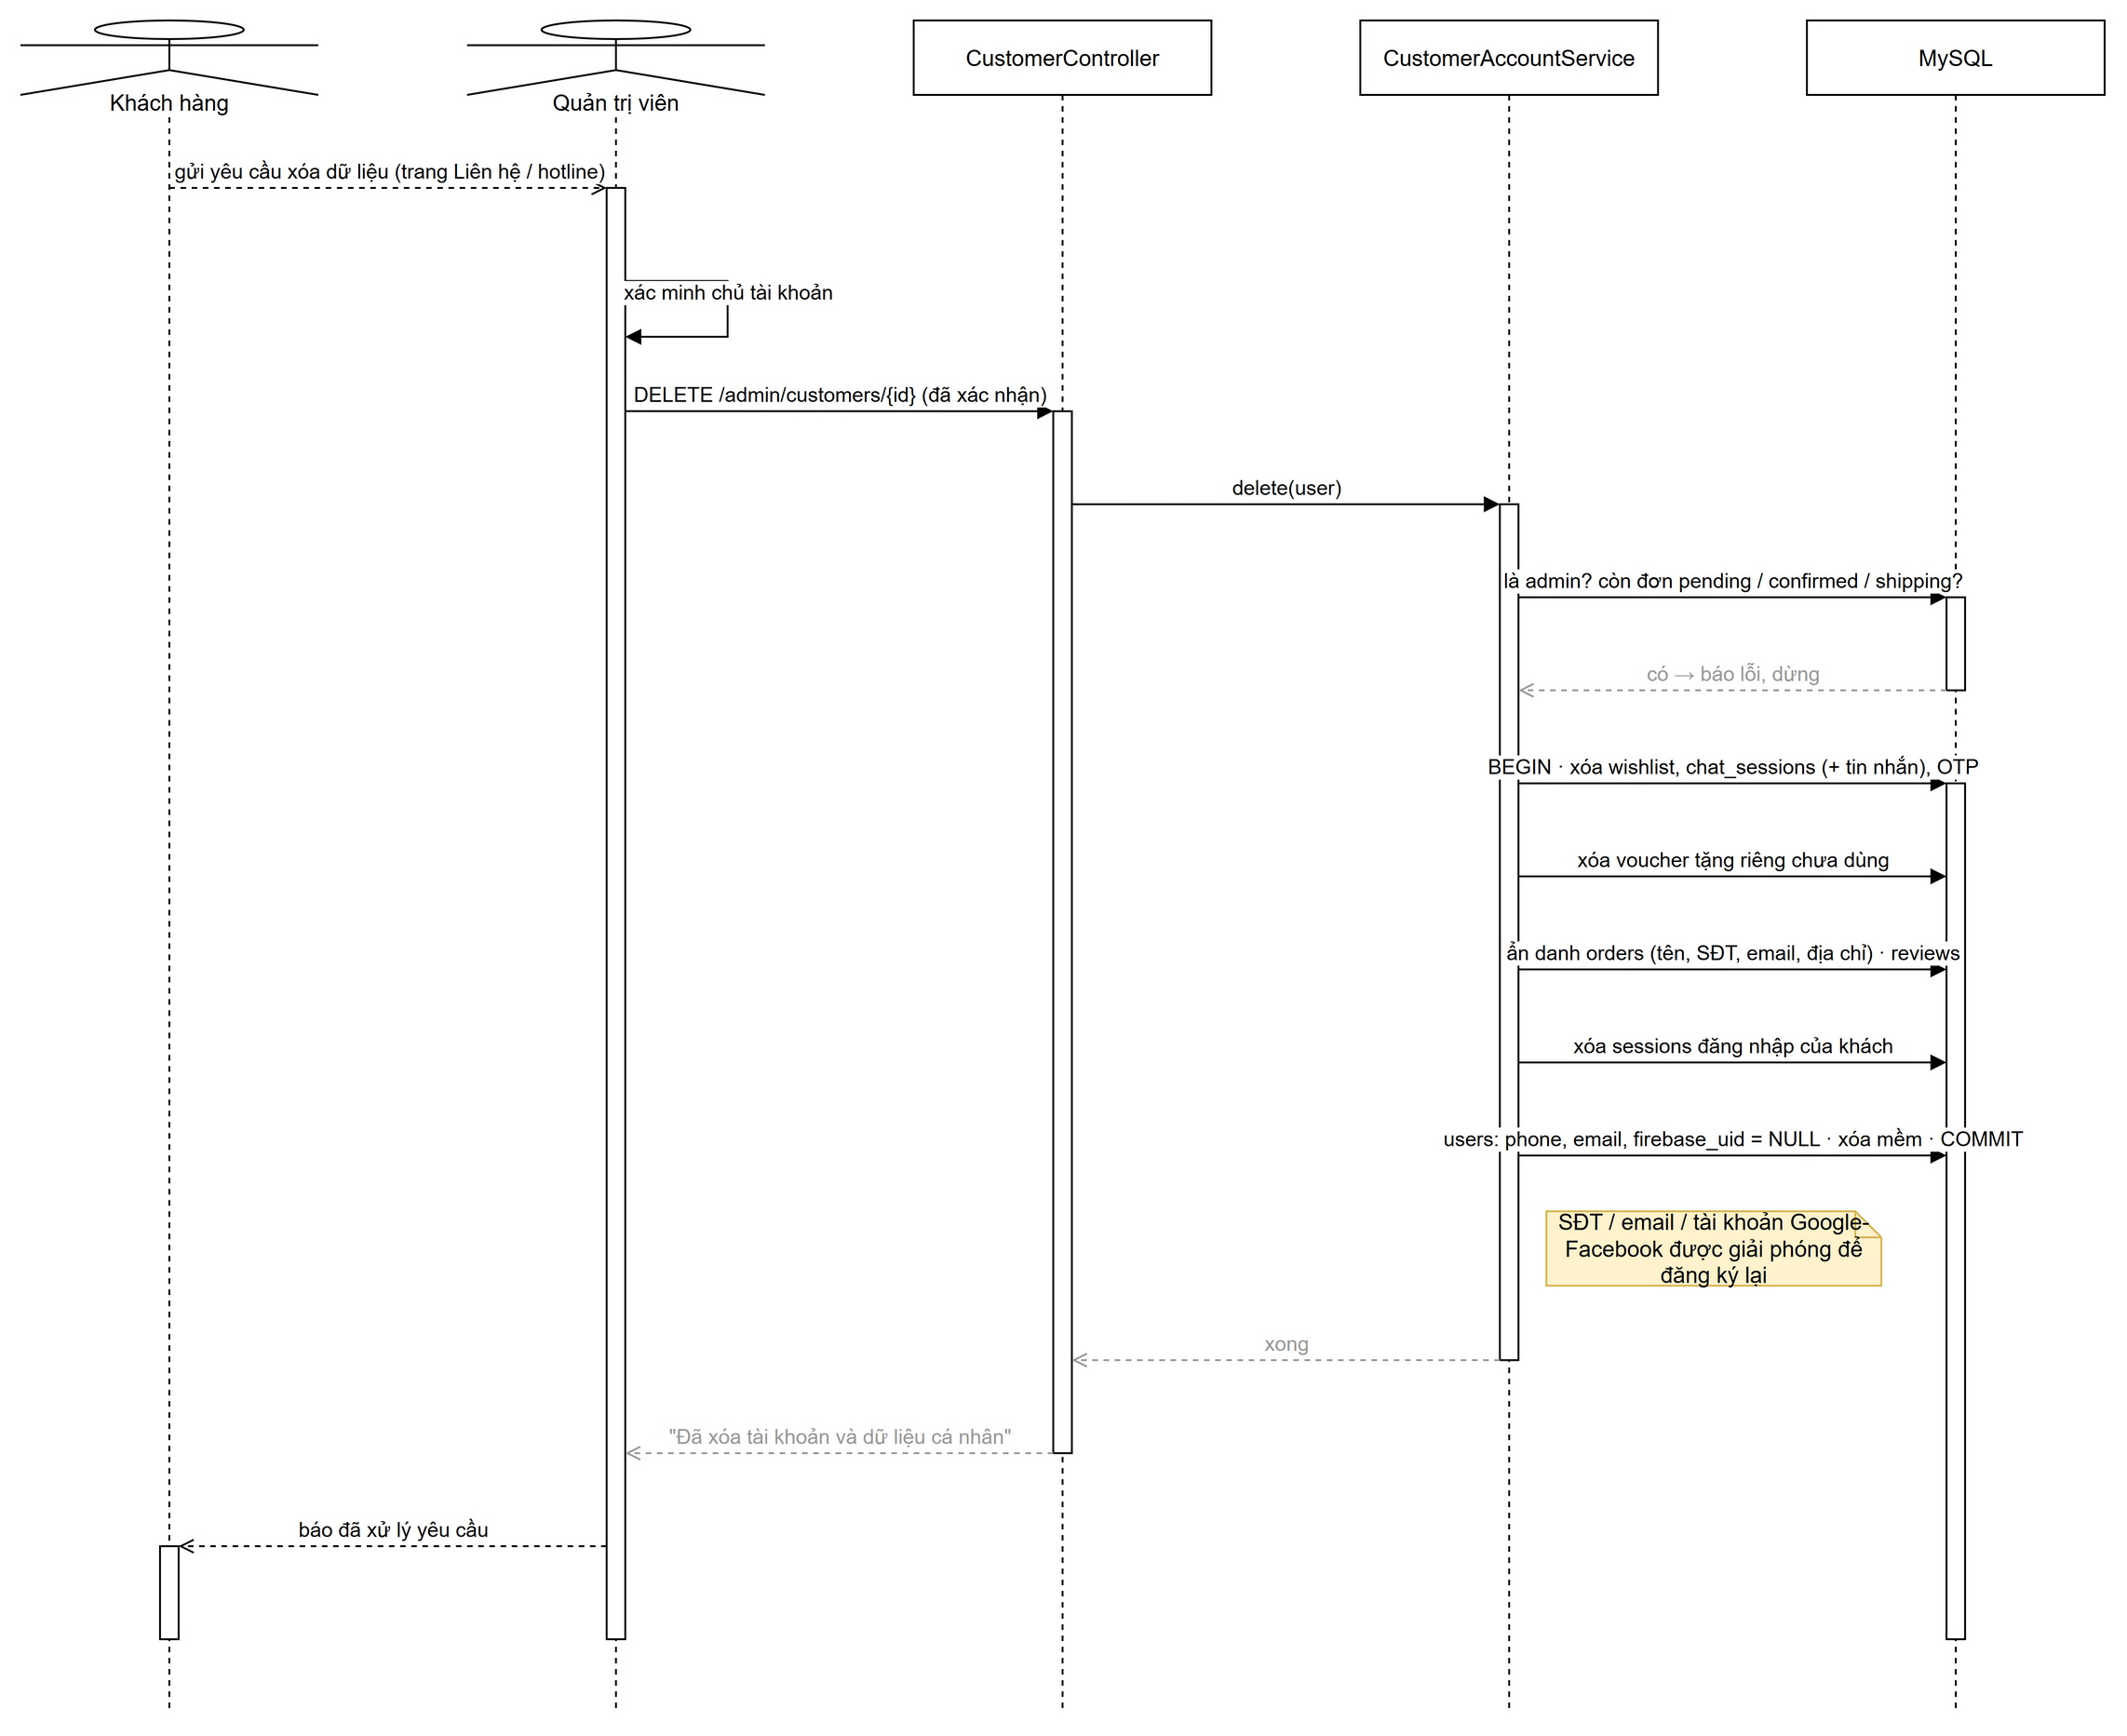 Khách hàng
Quản trị viên
CustomerController
CustomerAccountService
MySQL
gửi yêu cầu xóa dữ liệu (trang Liên hệ / hotline)
xác minh chủ tài khoản
DELETE /admin/customers/{id} (đã xác nhận)
delete(user)
là admin? còn đơn pending / confirmed / shipping?
có → báo lỗi, dừng
BEGIN · xóa wishlist, chat_sessions (+ tin nhắn), OTP
xóa voucher tặng riêng chưa dùng
ẩn danh orders (tên, SĐT, email, địa chỉ) · reviews
xóa sessions đăng nhập của khách
users: phone, email, firebase_uid = NULL · xóa mềm · COMMIT
SĐT / email / tài khoản Google-
Facebook được giải phóng để
đăng ký lại
xong
"Đã xóa tài khoản và dữ liệu cá nhân"
báo đã xử lý yêu cầu